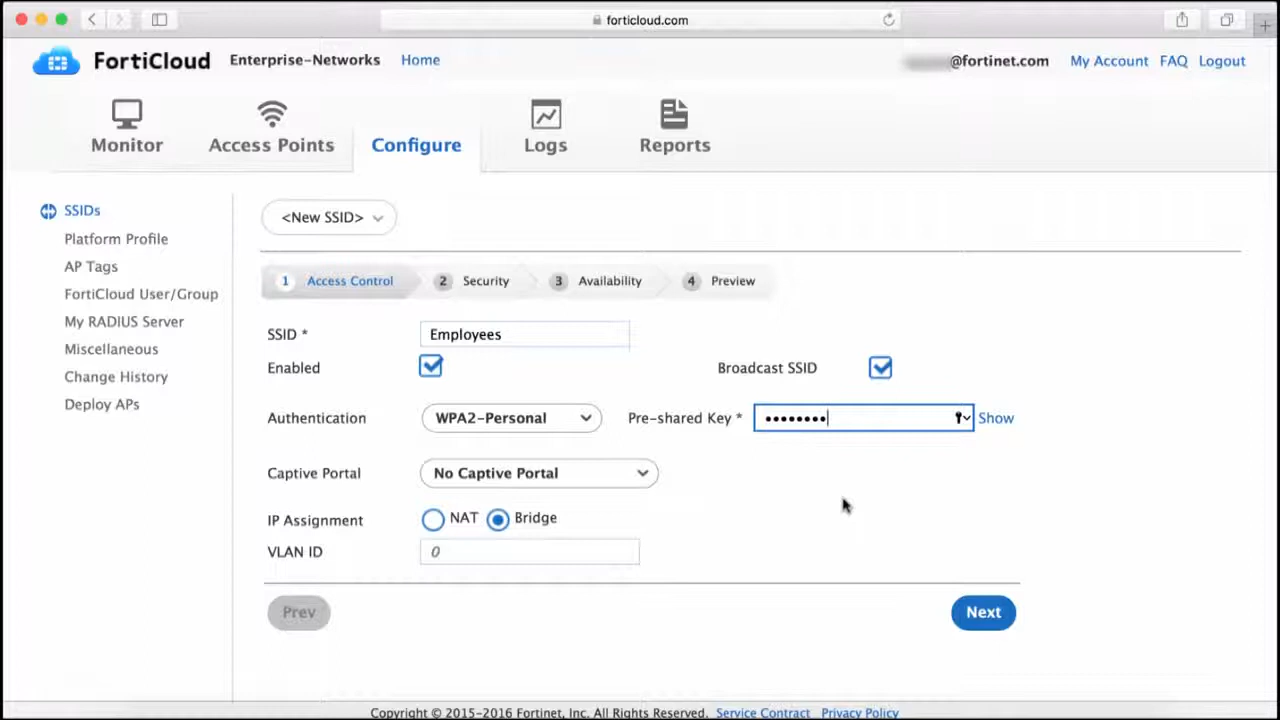 forticloud.com
FortiCloud Enterprise-Networks Home @fortinet.com My Account FAQ Logout
Monitor Access Points Configure Logs Reports
SSIDs
Platform Profile
AP Tags
FortiCloud User/Group
My RADIUS Server
Miscellaneous
Change History
Deploy APs
<New SSID>
1 Access Control 2 Security 3 Availability 4 Preview
SSID * Employees
Enabled Broadcast SSID
Authentication WPA2-Personal Pre-shared Key * •••••••• Show
Captive Portal No Captive Portal
IP Assignment NAT Bridge
VLAN ID 0
Prev Next
Copyright © 2015-2016 Fortinet, Inc. All Rights Reserved. Service Contract Privacy Policy